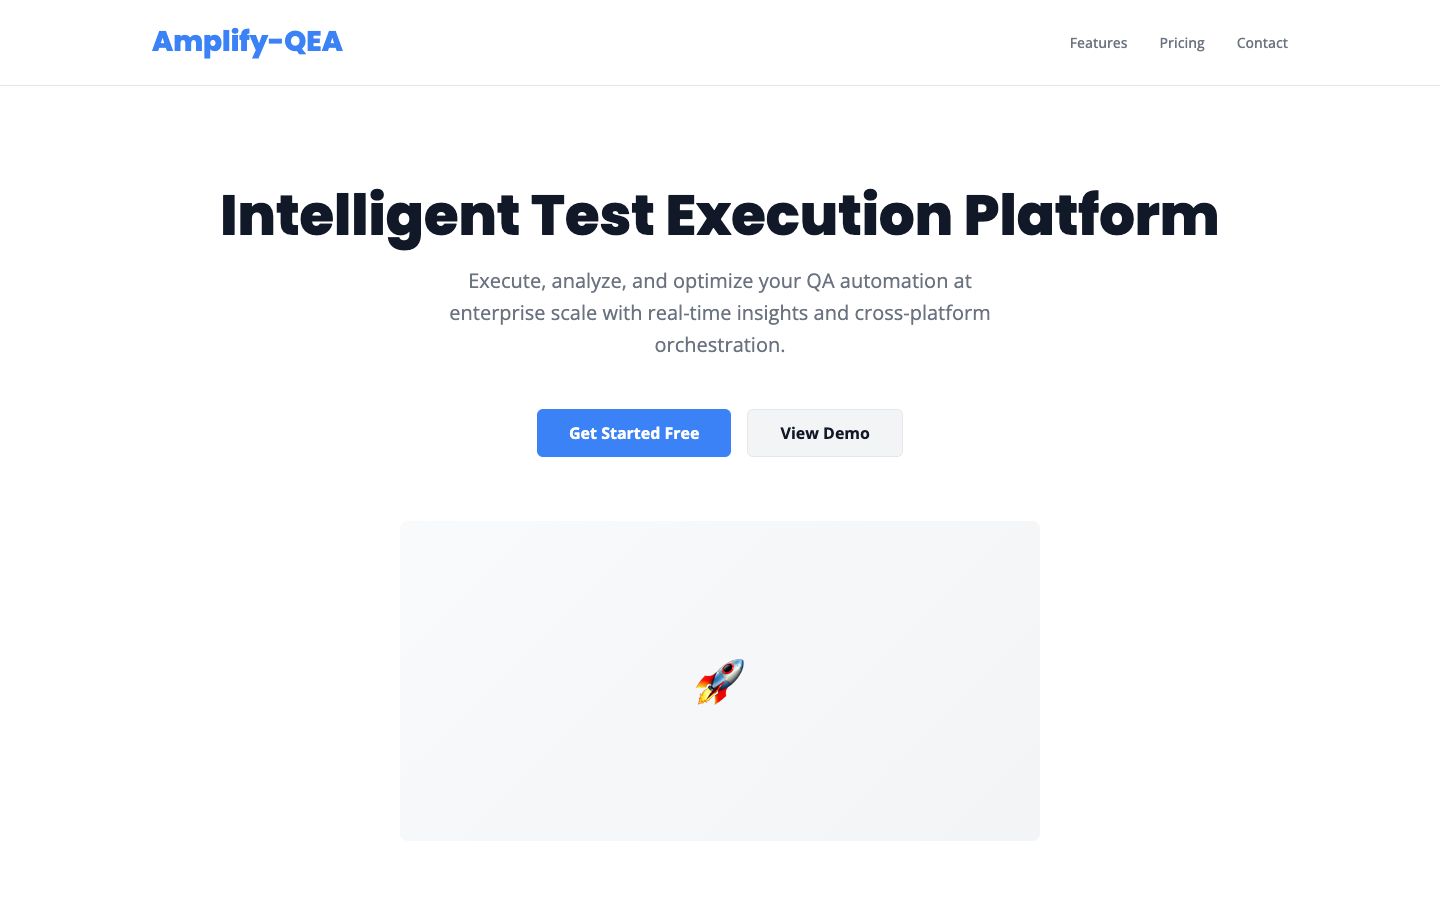 Amplify-QEA
Features
Pricing
Contact
Intelligent Test Execution Platform
Execute, analyze, and optimize your QA automation at
enterprise scale with real-time insights and cross-platform
orchestration.
Get Started Free
View Demo